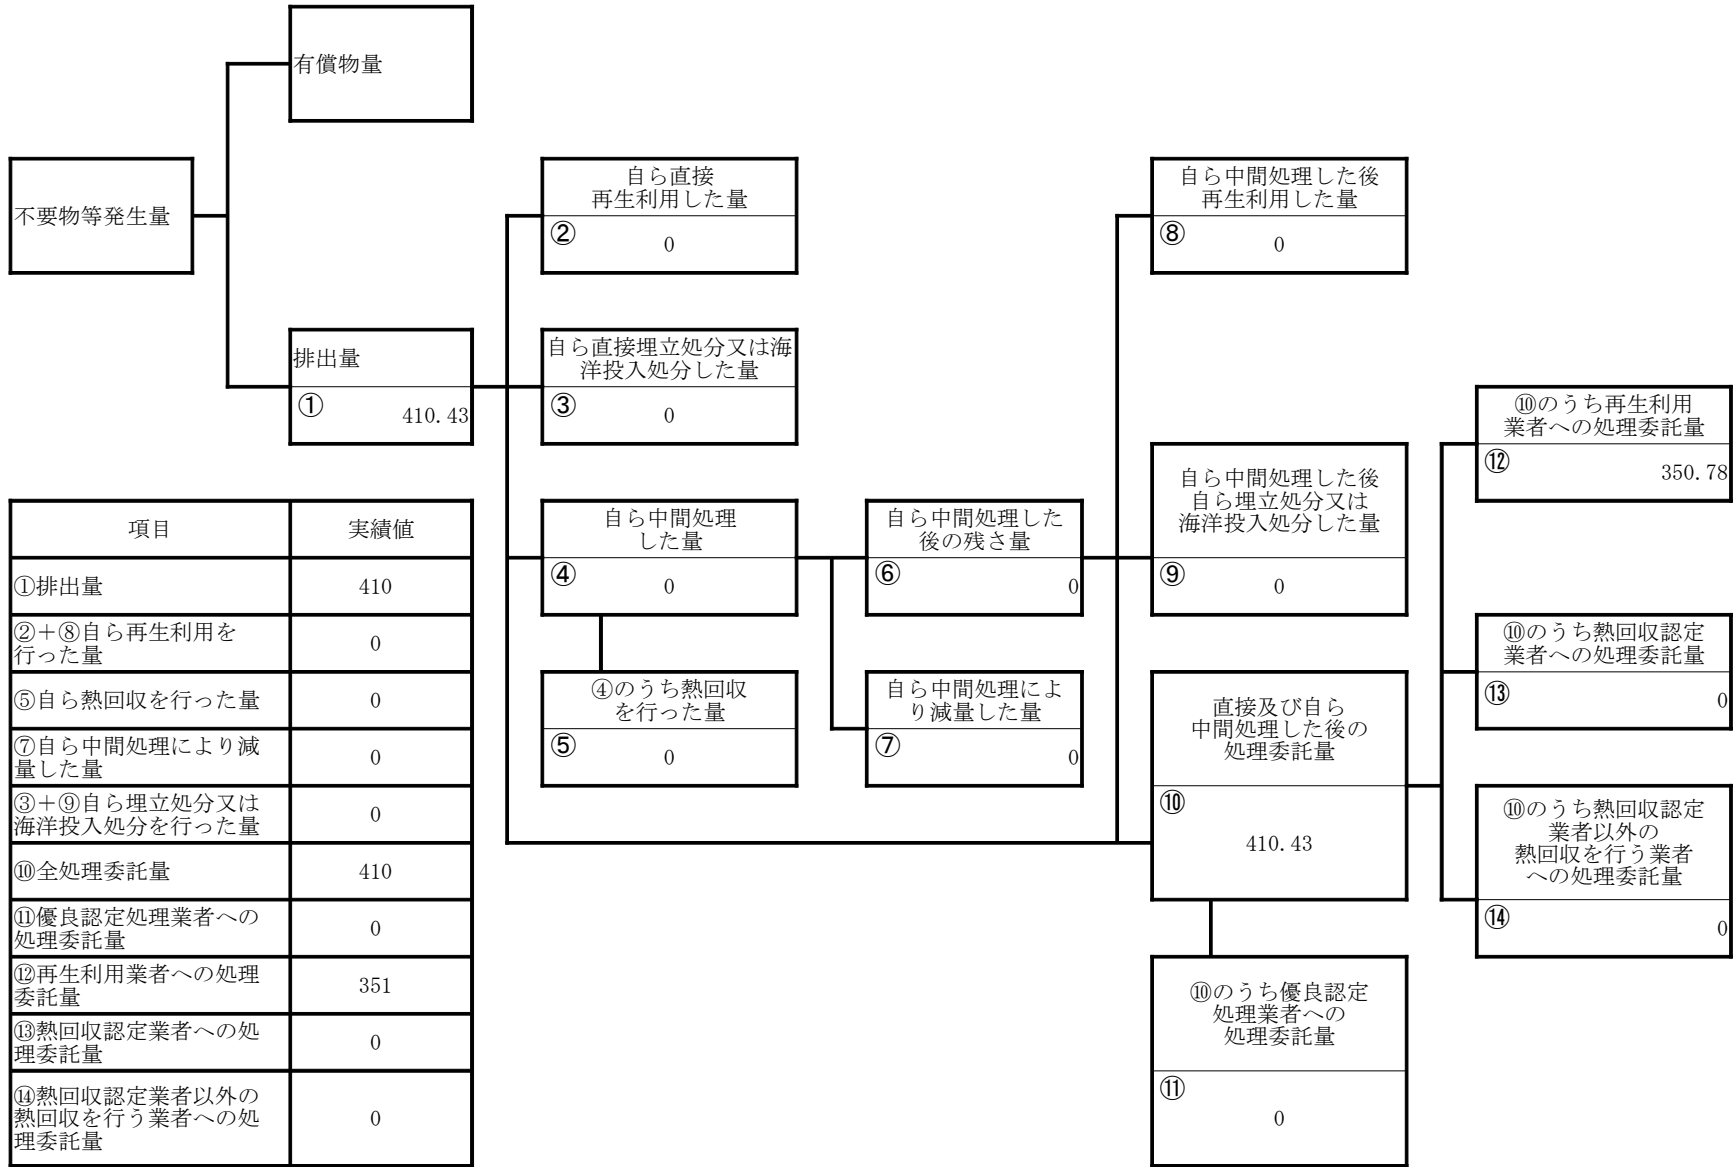 有償物量
不要物等発生量
自ら直接
再生利用した量
②
0
自ら中間処理した後
再生利用した量
⑧
0
排出量
①
410.43
自ら直接埋立処分又は海
洋投入処分した量
③
0
⑩のうち再生利用
業者への処理委託量
⑫
350.78
自ら中間処理
した量
④
0
自ら中間処理した
後の残さ量
⑥
0
自ら中間処理した後
自ら埋立処分又は
海洋投入処分した量
⑨
0
⑩のうち熱回収認定
業者への処理委託量
⑬
0
④のうち熱回収
を行った量
⑤
0
自ら中間処理によ
り減量した量
⑦
0
直接及び自ら
中間処理した後の
処理委託量
⑩
410.43
⑩のうち熱回収認定
業者以外の
熱回収を行う業者
への処理委託量
⑭
0
⑩のうち優良認定
処理業者への
処理委託量
⑪
0
項目 実績値
①排出量 410
②+⑧自ら再生利用を
行った量 0
⑤自ら熱回収を行った量 0
⑦自ら中間処理により減
量した量 0
③+⑨自ら埋立処分又は
海洋投入処分を行った量 0
⑩全処理委託量 410
⑪優良認定処理業者への
処理委託量 0
⑫再生利用業者への処理
委託量 351
⑬熱回収認定業者への処
理委託量 0
⑭熱回収認定業者以外の
熱回収を行う業者への処
理委託量 0